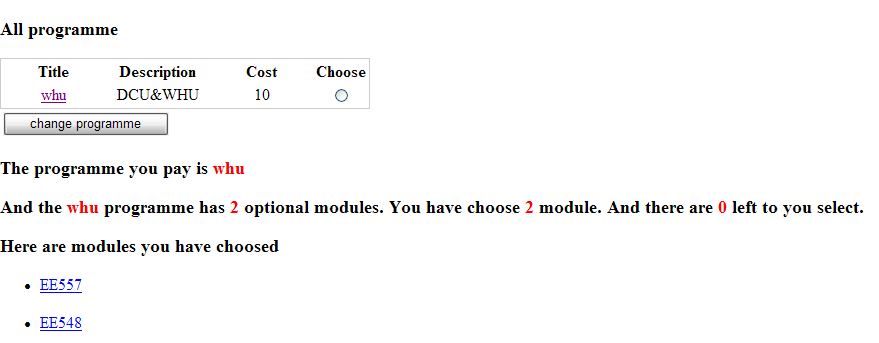 All programme
Title Description Cost Choose
whu DCU&WHU 10
change programme
The programme you pay is whu
And the whu programme has 2 optional modules. You have choose 2 module. And there are 0 left to you select.
Here are modules you have choosed
EE557
EE548